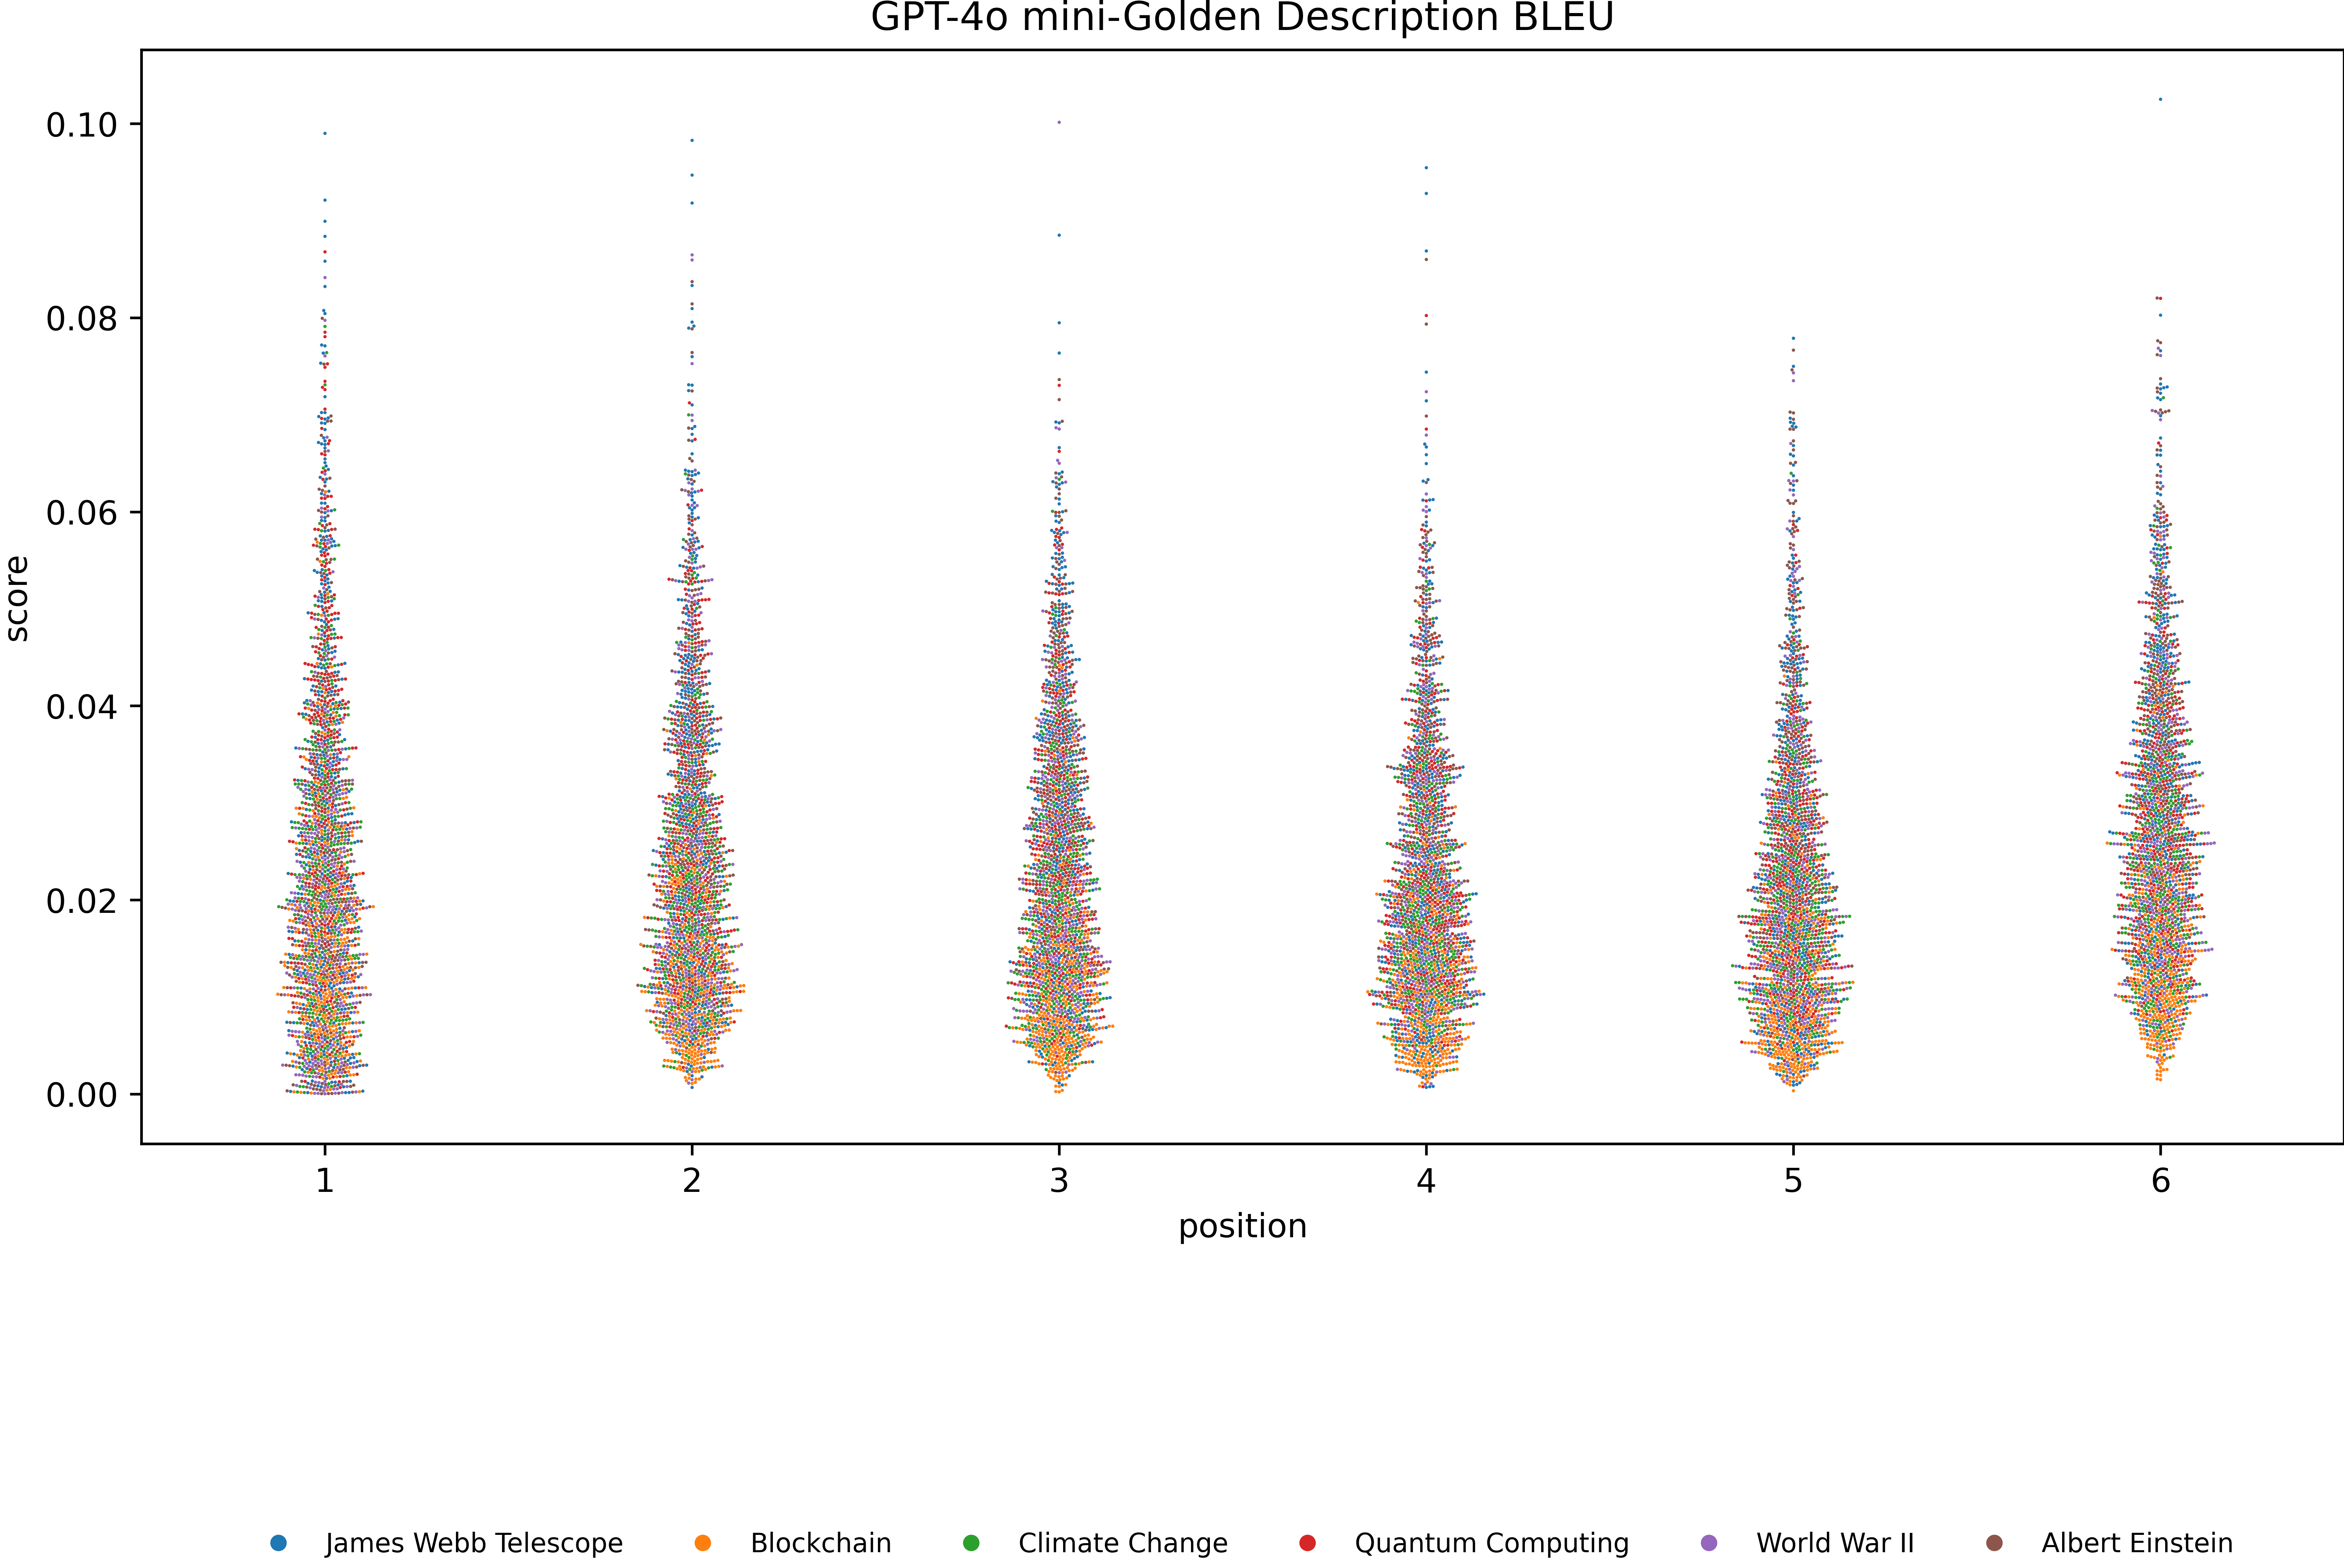 GPT-4o mini-Golden Description BLEU
0.10
0.08
0.06
0.04
0.02
0.00
score
1 2 3 4 5 6
position
James Webb Telescope Blockchain Climate Change Quantum Computing World War II Albert Einstein